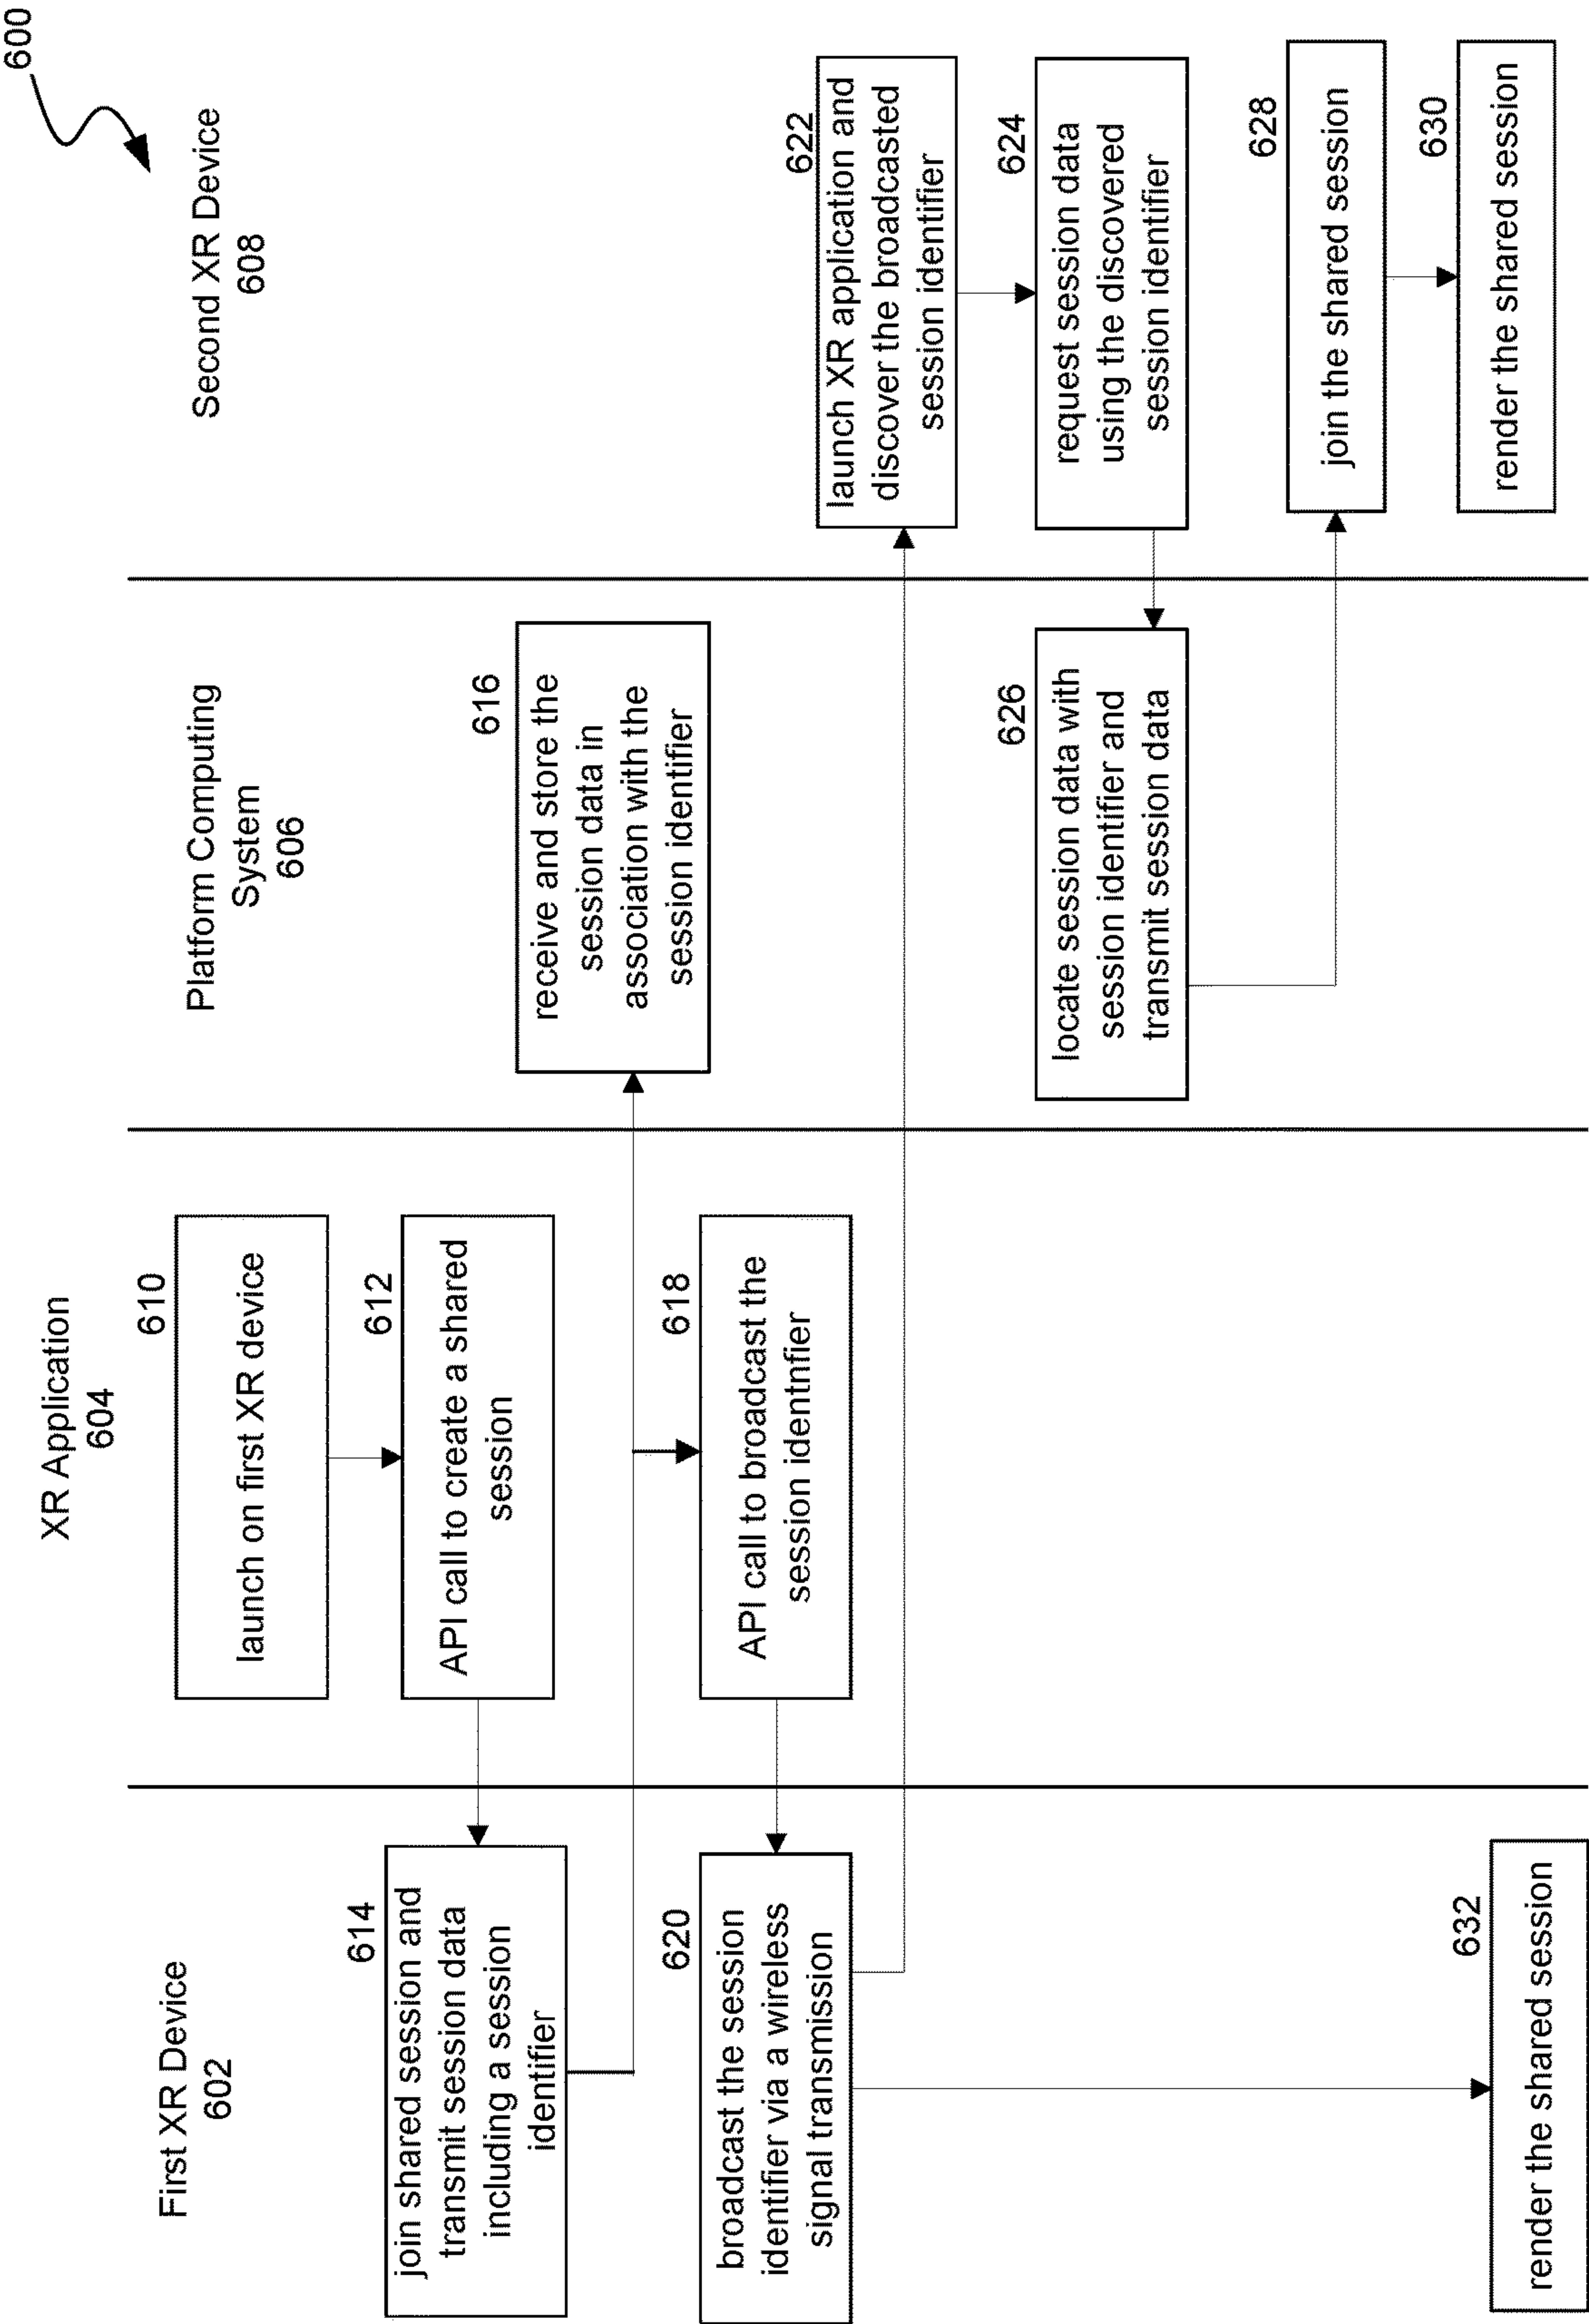 600
First XR Device
602
XR Application
604
Platform Computing
System
606
Second XR Device
608
610
launch on first XR device
612
API call to create a shared
session
614
join shared session and
transmit session data
including a session
identifier
616
receive and store the
session data in
association with the
session identifier
618
API call to broadcast the
session identnfier
620
broadcast the session
identifier via a wireless
signal transmission
622
launch XR application and
discover the broadcasted
session identifier
624
request session data
using the discovered
session identifier
626
locate session data with
session identifier and
transmit session data
628
join the shared session
630
render the shared session
632
render the shared session